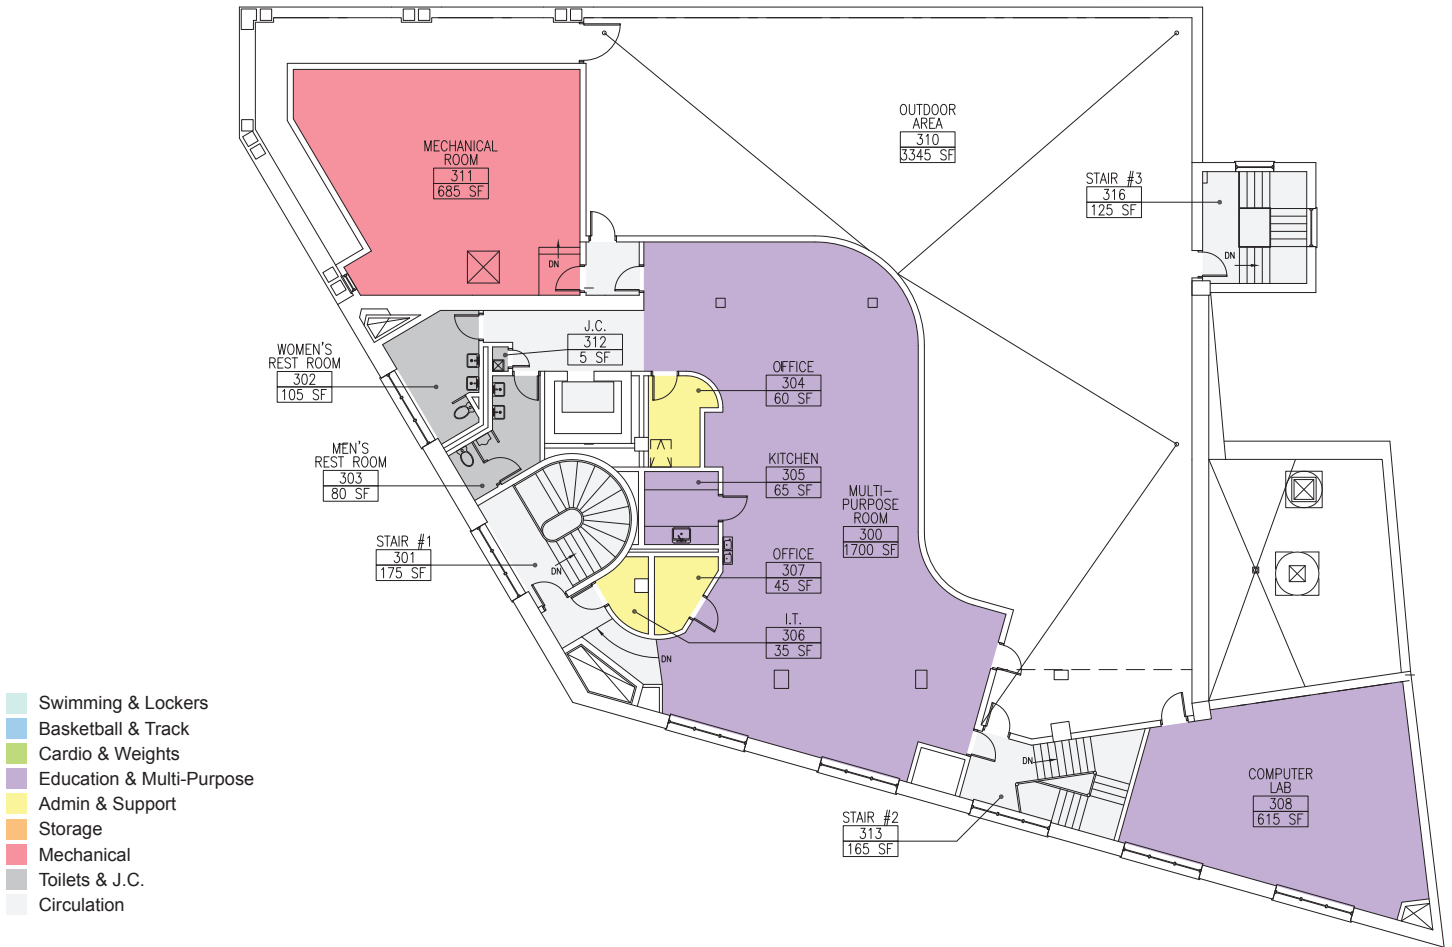 OUTDOOR
AREA
310
3345 SF
MECHANICAL
ROOM
311
685 SF
STAIR #3
316
125 SF
DN
DN
J.C.
312
5 SF
WOMEN'S
REST ROOM
302
105 SF
OFFICE
304
60 SF
MEN'S
REST ROOM
303
80 SF
KITCHEN
305
65 SF
MULTI-
PURPOSE
ROOM
300
1700 SF
STAIR #1
301
175 SF
DN
OFFICE
307
45 SF
I.T.
306
35 SF
DN
DN
COMPUTER
LAB
308
615 SF
STAIR #2
313
165 SF
Swimming & Lockers
Basketball & Track
Cardio & Weights
Education & Multi-Purpose
Admin & Support
Storage
Mechanical
Toilets & J.C.
Circulation